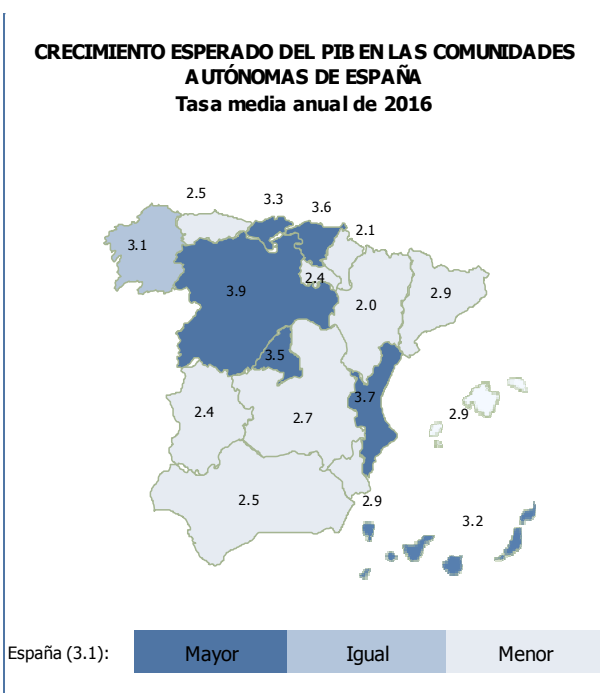 CRECIMIENTO ESPERADO DEL PIB EN LAS COMUNIDADES
AUTÓNOMAS DE ESPAÑA
Tasa media anual de 2016
2.5
3.3
3.6
2.1
3.1
2.4
3.9
2.0
2.9
3.5
3.7
2.4
2.7
2.9
2.5
2.9
3.2
España (3.1):
Mayor
Igual
Menor